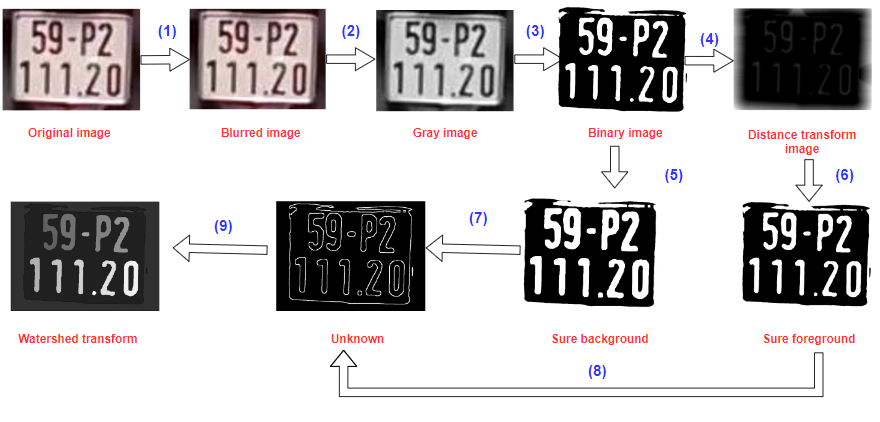 59-P2
111.20
(1)
59-P2
111.20
(2)
59-P2
111.20
(3)
59-P2
111.20
(4)
59-P2
111.20
Original image
Blurred image
Gray image
Binary image
Distance transform
image
(5)
(6)
59-P2
111.20
(9)
59-P2
111.20
(7)
59-P2
111.20
59-P2
111.20
Watershed transform
Unknown
Sure background
Sure foreground
(8)